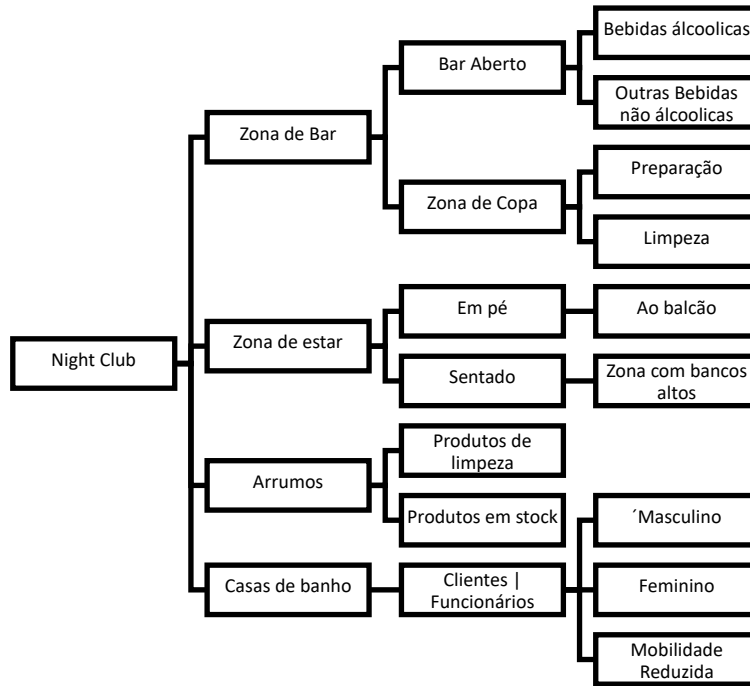 Night Club
Zona de Bar
Bar Aberto
Bebidas álcoolicas
Outras Bebidas
não álcoolicas
Zona de Copa
Preparação
Limpeza
Zona de estar
Em pé
Ao balcão
Sentado
Zona com bancos
altos
Arrumos
Produtos de
limpeza
Produtos em stock
Casas de banho
Clientes |
Funcionários
´Masculino
Feminino
Mobilidade
Reduzida